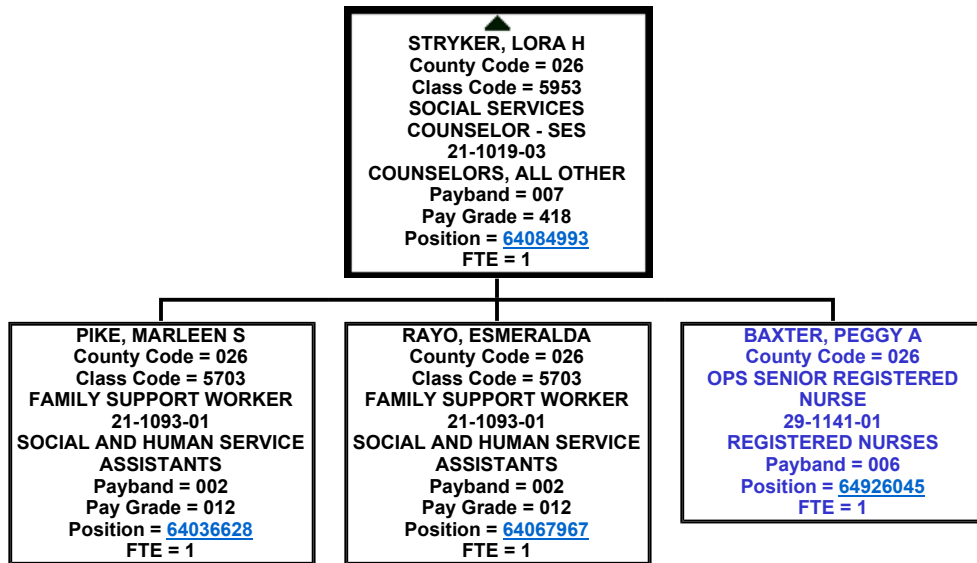 STRYKER, LORA H
County Code = 026
Class Code = 5953
SOCIAL SERVICES
COUNSELOR - SES
21-1019-03
COUNSELORS, ALL OTHER
Payband = 007
Pay Grade = 418
Position = 64084993
FTE = 1
PIKE, MARLEEN S
County Code = 026
Class Code = 5703
FAMILY SUPPORT WORKER
21-1093-01
SOCIAL AND HUMAN SERVICE
ASSISTANTS
Payband = 002
Pay Grade = 012
Position = 64036628
FTE = 1
RAYO, ESMERALDA
County Code = 026
Class Code = 5703
FAMILY SUPPORT WORKER
21-1093-01
SOCIAL AND HUMAN SERVICE
ASSISTANTS
Payband = 002
Pay Grade = 012
Position = 64067967
FTE = 1
BAXTER, PEGGY A
County Code = 026
OPS SENIOR REGISTERED
NURSE
29-1141-01
REGISTERED NURSES
Payband = 006
Position = 64926045
FTE = 1